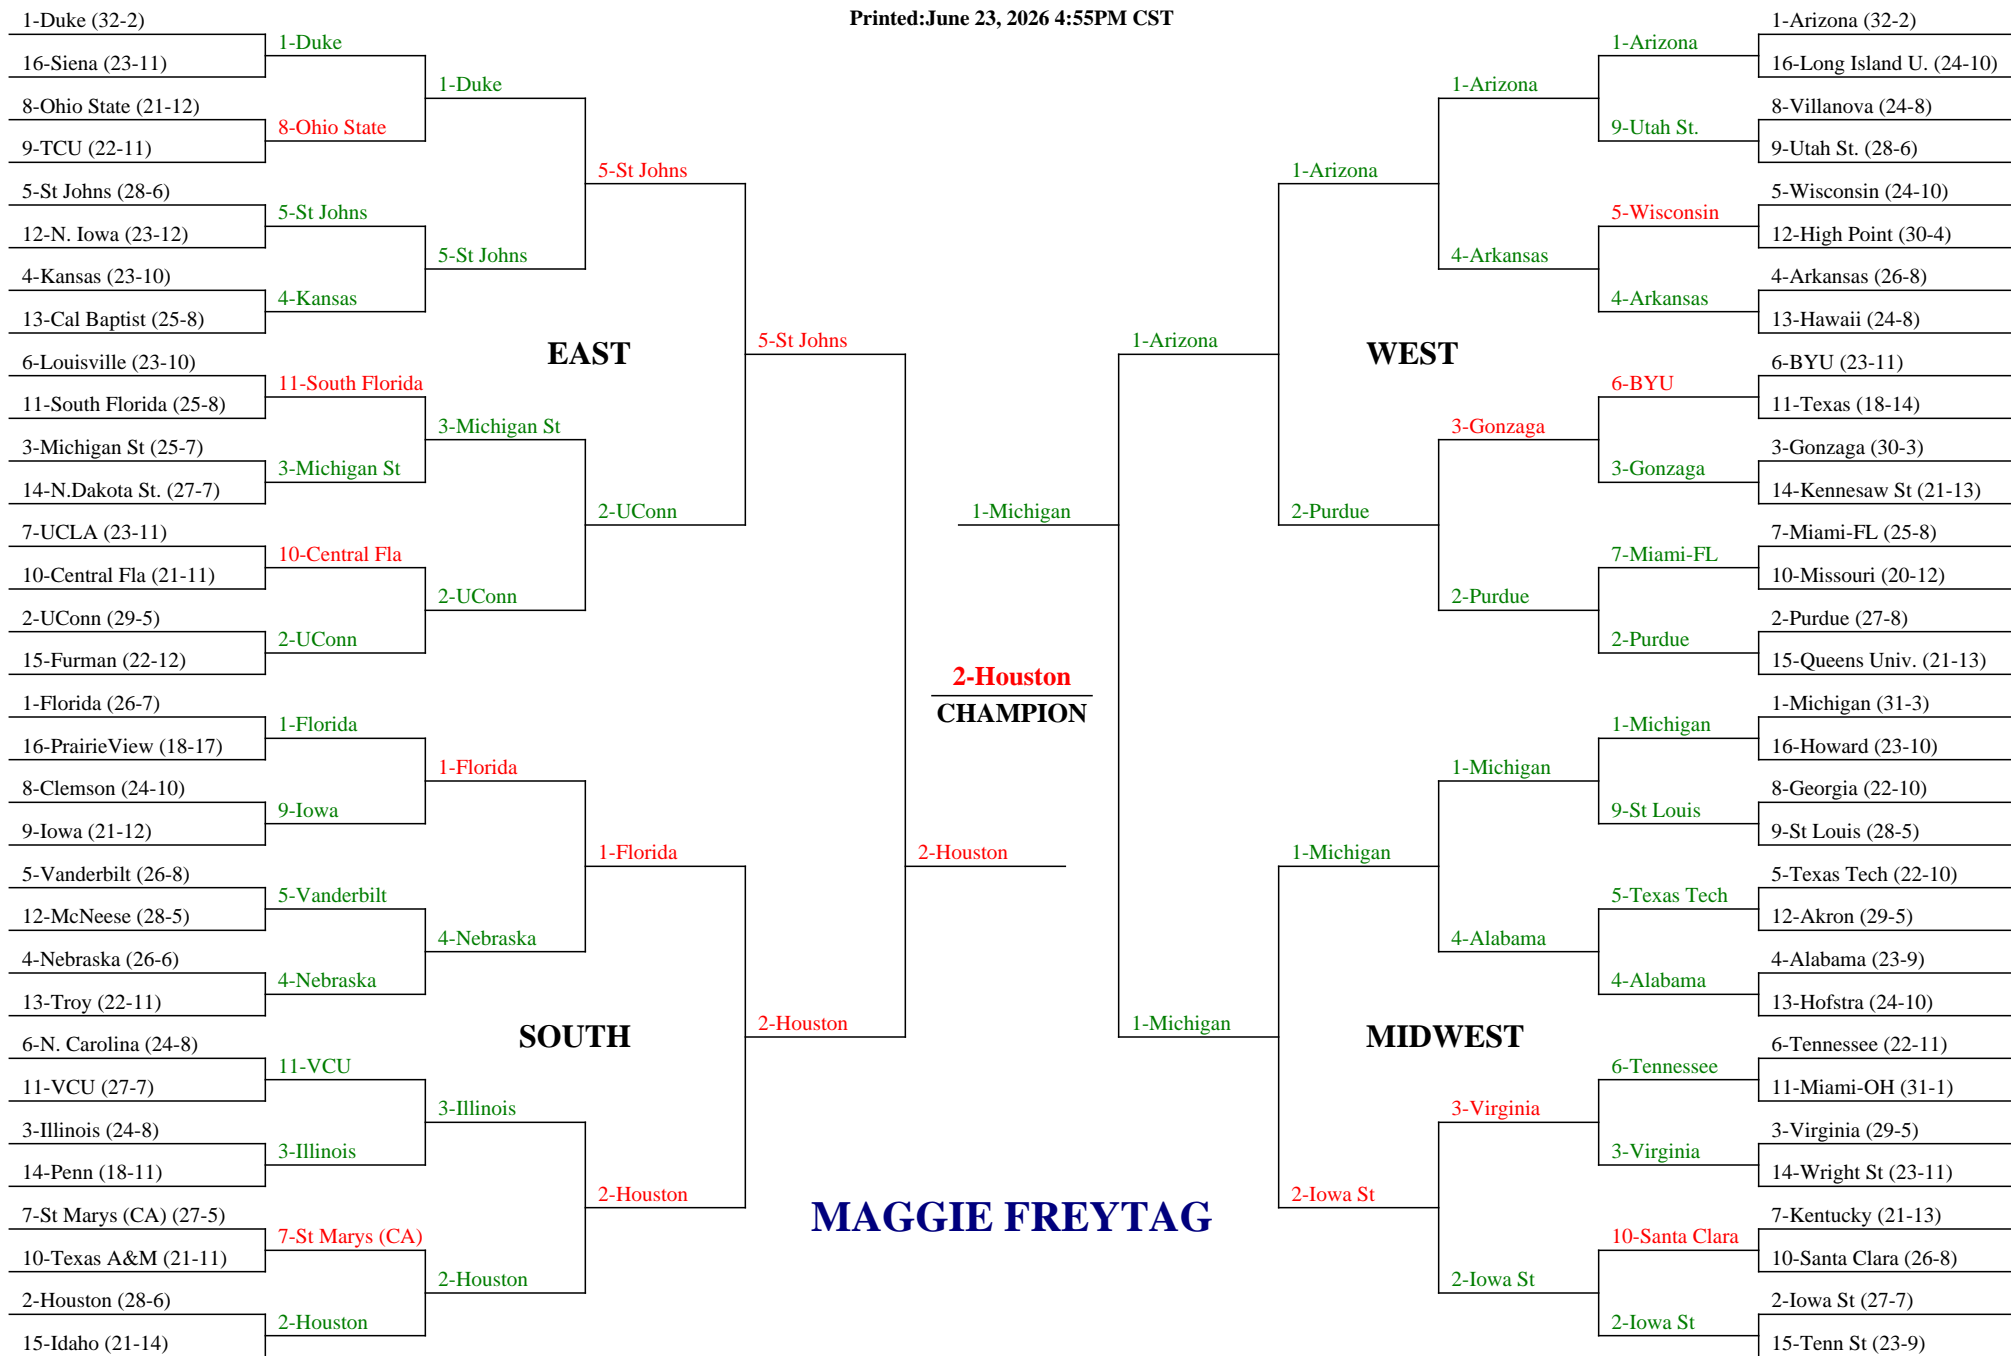 Printed:June 23, 2026 4:55PM CST
1-Duke (32-2)
16-Siena (23-11)
8-Ohio State (21-12)
9-TCU (22-11)
5-St Johns (28-6)
12-N. Iowa (23-12)
4-Kansas (23-10)
13-Cal Baptist (25-8)
6-Louisville (23-10)
11-South Florida (25-8)
3-Michigan St (25-7)
14-N.Dakota St. (27-7)
7-UCLA (23-11)
10-Central Fla (21-11)
2-UConn (29-5)
15-Furman (22-12)
1-Florida (26-7)
16-PrairieView (18-17)
8-Clemson (24-10)
9-Iowa (21-12)
5-Vanderbilt (26-8)
12-McNeese (28-5)
4-Nebraska (26-6)
13-Troy (22-11)
6-N. Carolina (24-8)
11-VCU (27-7)
3-Illinois (24-8)
14-Penn (18-11)
7-St Marys (CA) (27-5)
10-Texas A&M (21-11)
2-Houston (28-6)
15-Idaho (21-14)
1-Duke
8-Ohio State
5-St Johns
4-Kansas
11-South Florida
3-Michigan St
10-Central Fla
2-UConn
1-Florida
9-Iowa
5-Vanderbilt
4-Nebraska
11-VCU
3-Illinois
7-St Marys (CA)
2-Houston
1-Duke
5-St Johns
3-Michigan St
2-UConn
1-Florida
4-Nebraska
3-Illinois
2-Houston
5-St Johns
2-UConn
1-Florida
2-Houston
EAST
SOUTH
5-St Johns
2-Houston
2-Houston
1-Michigan
2-Houston
CHAMPION
MAGGIE FREYTAG
1-Arizona
1-Michigan
WEST
MIDWEST
1-Arizona
2-Purdue
1-Michigan
2-Iowa St
1-Arizona
4-Arkansas
3-Gonzaga
2-Purdue
1-Michigan
4-Alabama
3-Virginia
2-Iowa St
1-Arizona
9-Utah St.
5-Wisconsin
4-Arkansas
6-BYU
3-Gonzaga
7-Miami-FL
2-Purdue
1-Michigan
9-St Louis
5-Texas Tech
4-Alabama
6-Tennessee
3-Virginia
10-Santa Clara
2-Iowa St
1-Arizona (32-2)
16-Long Island U. (24-10)
8-Villanova (24-8)
9-Utah St. (28-6)
5-Wisconsin (24-10)
12-High Point (30-4)
4-Arkansas (26-8)
13-Hawaii (24-8)
6-BYU (23-11)
11-Texas (18-14)
3-Gonzaga (30-3)
14-Kennesaw St (21-13)
7-Miami-FL (25-8)
10-Missouri (20-12)
2-Purdue (27-8)
15-Queens Univ. (21-13)
1-Michigan (31-3)
16-Howard (23-10)
8-Georgia (22-10)
9-St Louis (28-5)
5-Texas Tech (22-10)
12-Akron (29-5)
4-Alabama (23-9)
13-Hofstra (24-10)
6-Tennessee (22-11)
11-Miami-OH (31-1)
3-Virginia (29-5)
14-Wright St (23-11)
7-Kentucky (21-13)
10-Santa Clara (26-8)
2-Iowa St (27-7)
15-Tenn St (23-9)